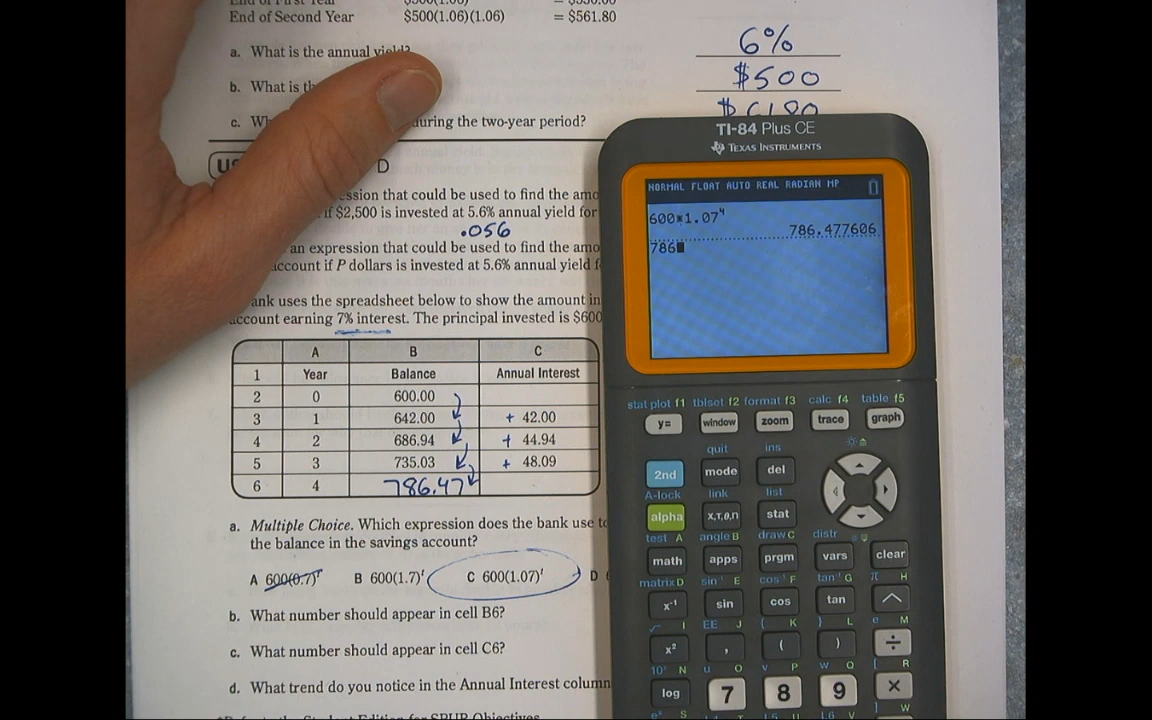 End of Second Year $500(1.06)(1.06) = $561.80
a. What is the annual yield? 6%
b. What is th $500
c. Wh during the two-year period?
D
ession that could be used to find the amo
if $2,500 is invested at 5.6% annual yield for
.056
an expression that could be used to find the amo
account if P dollars is invested at 5.6% annual yield f
ank uses the spreadsheet below to show the amount in
account earning 7% interest. The principal invested is $600
A B C
1 Year Balance Annual Interest
2 0 600.00
3 1 642.00 + 42.00
4 2 686.94 + 44.94
5 3 735.03 + 48.09
6 4 786.47
a. Multiple Choice. Which expression does the bank use to
the balance in the savings account?
A 600(0.7)ᵗ B 600(1.7)ᵗ C 600(1.07)ᵗ D
b. What number should appear in cell B6?
c. What number should appear in cell C6?
d. What trend do you notice in the Annual Interest column
TI-84 Plus CE
TEXAS INSTRUMENTS
NORMAL FLOAT AUTO REAL RADIAN MP
600*1.07⁴
786.477606
786
stat plot f1 tblset f2 format f3 calc f4 table f5
y= window zoom trace graph
quit ins
2nd mode del
A-lock link list
alpha X,T,θ,n stat
test A angle B draw C distr
math apps prgm vars clear
matrix D sin⁻¹ E cos⁻¹ F tan⁻¹ G π H
x⁻¹ sin cos tan ^
√ I EE J { K } L e M
x² , ( ) ÷
10ˣ N u O v P w Q [ R
log 7 8 9 ×